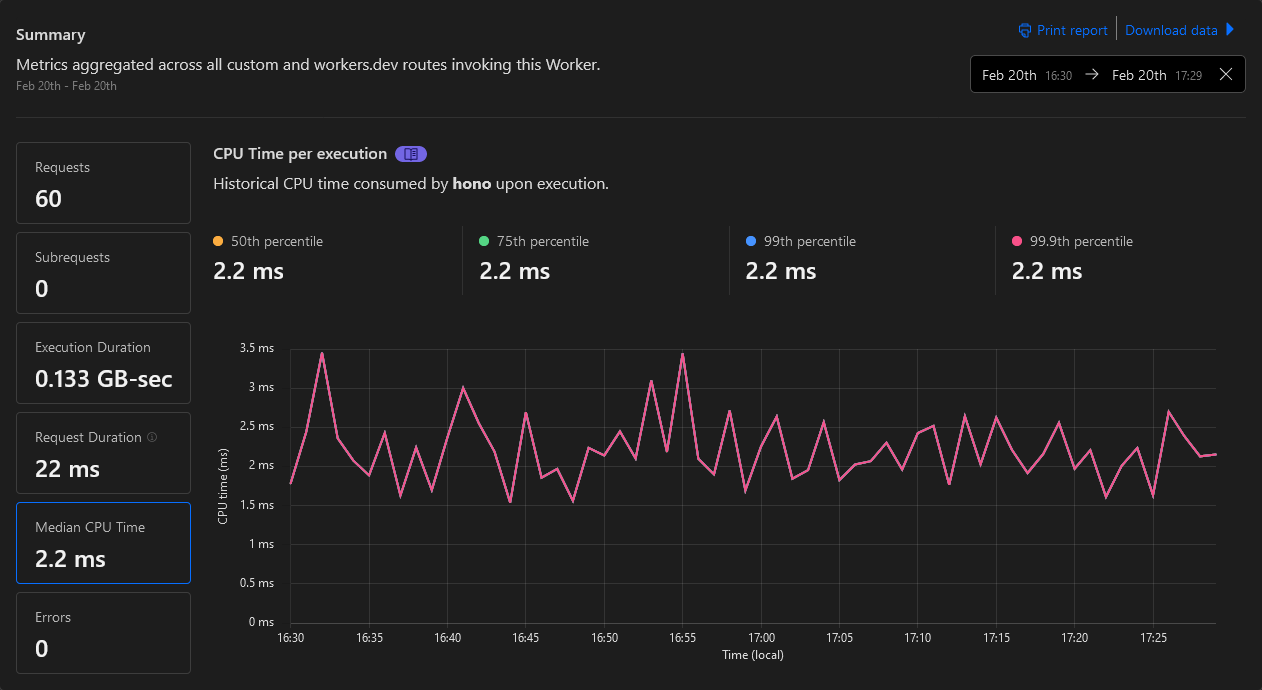 Summary
Print report
Download data
Metrics aggregated across all custom and workers.dev routes invoking this Worker.
Feb 20th - Feb 20th
Feb 20th 16:30 → Feb 20th 17:29
Requests
60
Subrequests
0
Execution Duration
0.133 GB-sec
Request Duration
22 ms
Median CPU Time
2.2 ms
Errors
0
CPU Time per execution
Historical CPU time consumed by hono upon execution.
50th percentile
2.2 ms
75th percentile
2.2 ms
99th percentile
2.2 ms
99.9th percentile
2.2 ms
CPU time (ms)
3.5 ms
3 ms
2.5 ms
2 ms
1.5 ms
1 ms
0.5 ms
0 ms
16:30 16:35 16:40 16:45 16:50 16:55 17:00 17:05 17:10 17:15 17:20 17:25
Time (local)